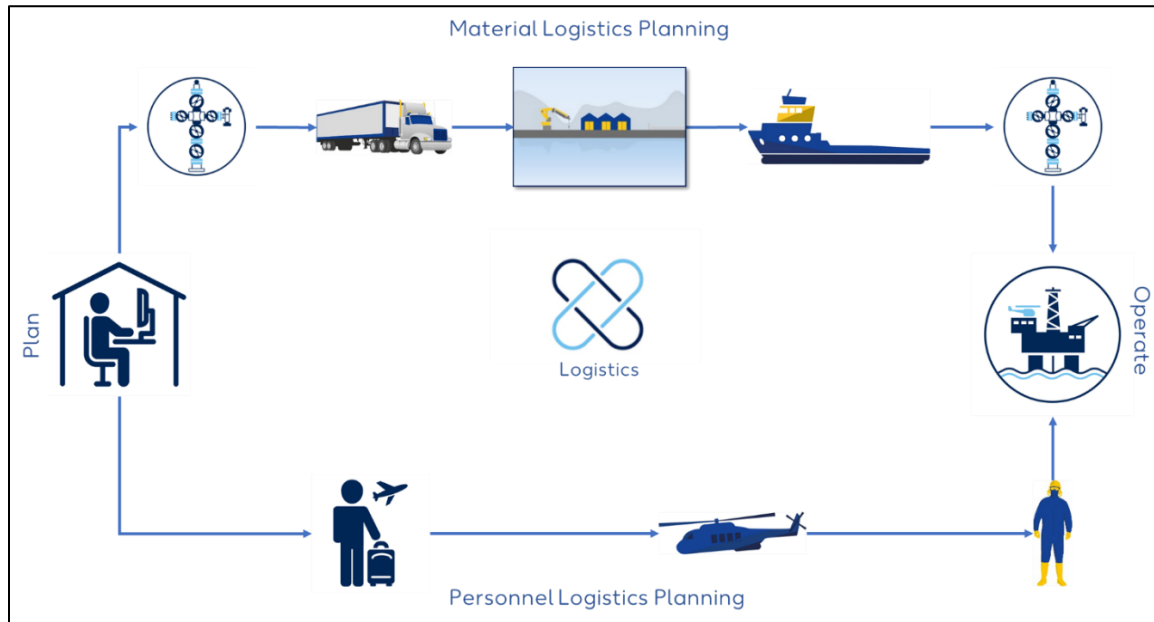 Material Logistics Planning
Plan
Logistics
Operate
Personnel Logistics Planning